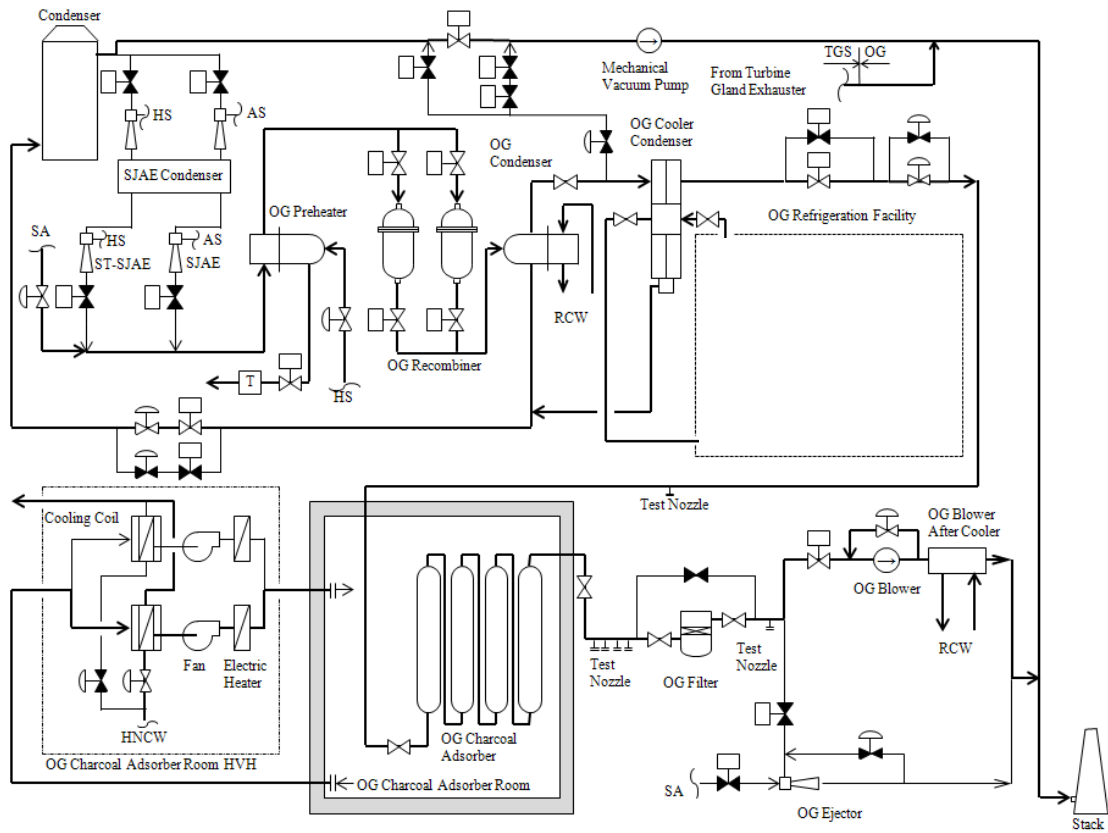 Condenser
TGS
OG
Mechanical
Vacuum Pump
From Turbine
Gland Exhauster
HS
AS
OG
Condenser
OG Cooler
Condenser
SJAE Condenser
OG Preheater
OG Refrigeration Facility
SA
HS
AS
ST-SJAE
SJAE
RCW
OG Recombiner
T
HS
Test Nozzle
Cooling Coil
OG Blower
After Cooler
OG Blower
Fan
Electric
Heater
Test
Nozzle
OG Filter
Test
Nozzle
RCW
HNCW
OG Charcoal
Adsorber
OG Charcoal Adsorber Room HVH
OG Charcoal Adsorber Room
SA
OG Ejector
Stack